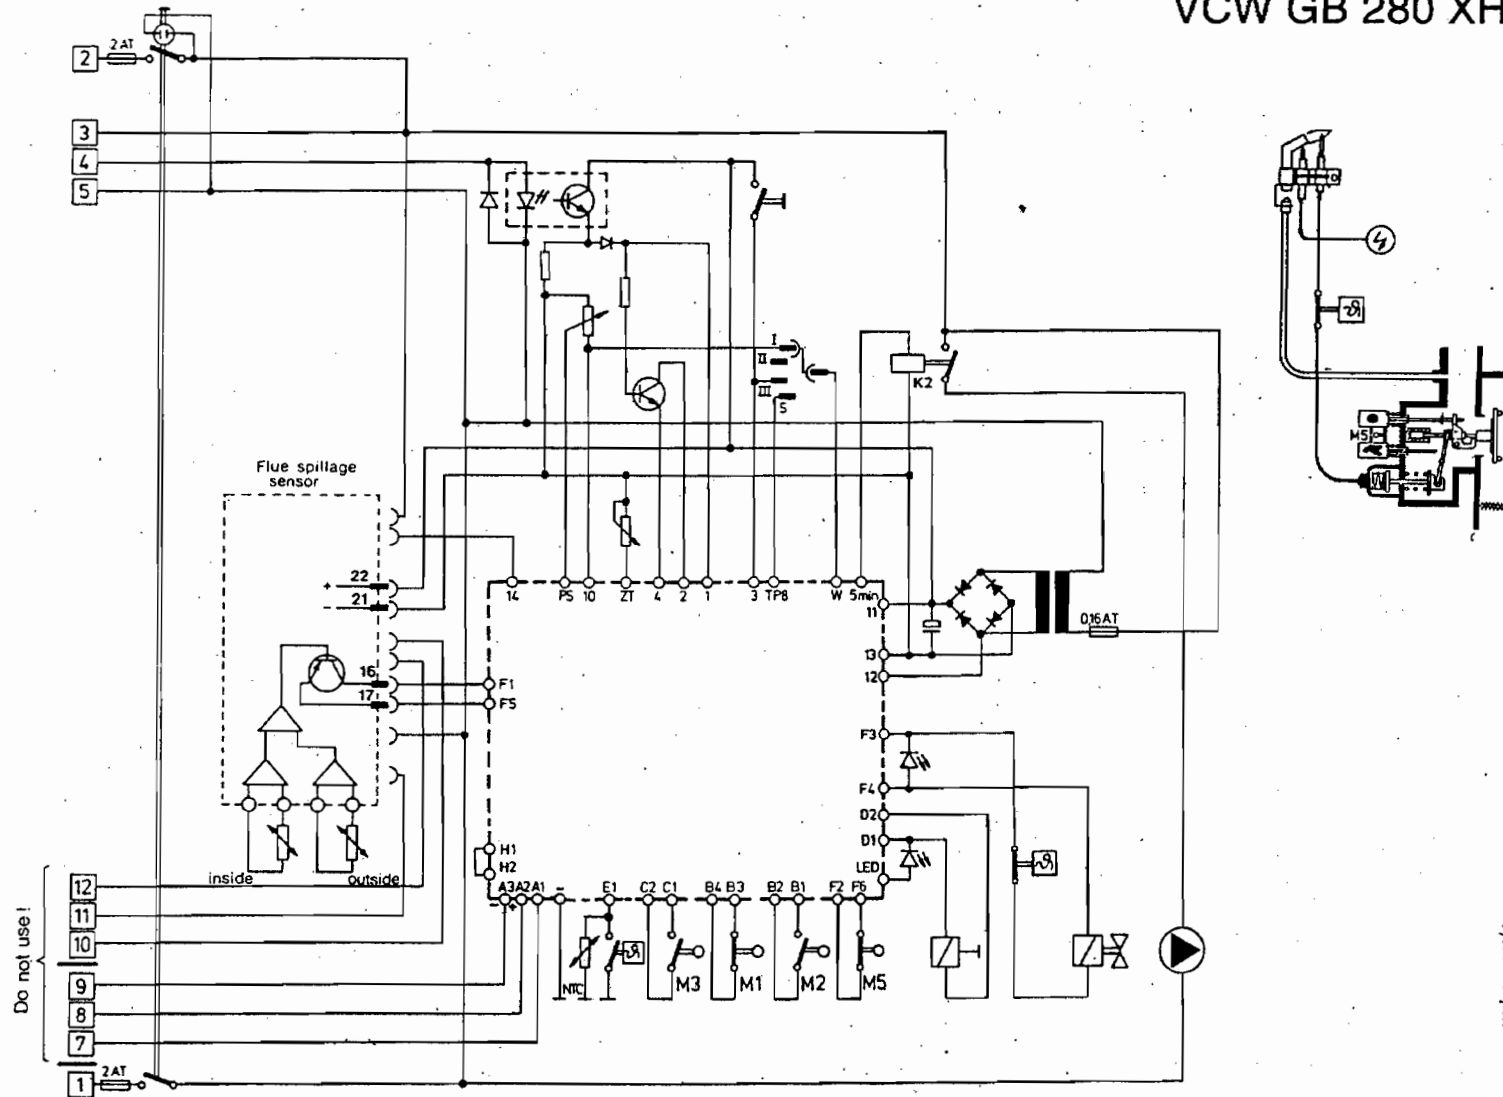 VCW GB 280 XH
2
2 AT
3
4
5
I
II
III
S
K2
M5
Flue spillage
sensor
+ 22
- 21
16
17
14
PS
10
ZT
4
2
1
3
TP8
W
5min
11
0,16 AT
13
12
F1
F5
F3
F4
D2
D1
LED
H1
H2
inside
outside
A3
A2
A1
-
+
-
E1
C2
C1
B4
B3
B2
B1
F2
F6
NTC
M3
M1
M2
M5
Do not use!
12
11
10
9
8
7
1
2 AT